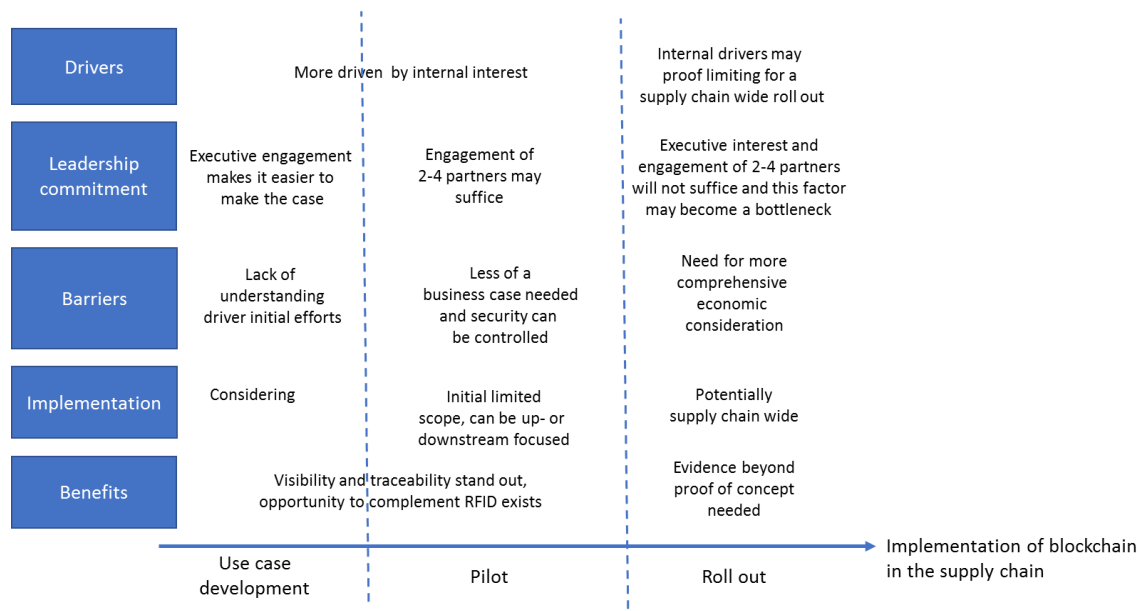 Drivers
More driven by internal interest
Internal drivers may
proof limiting for a
supply chain wide roll out
Leadership
commitment
Executive engagement
makes it easier to
make the case
Engagement of
2-4 partners may
suffice
Executive interest and
engagement of 2-4 partners
will not suffice and this factor
may become a bottleneck
Barriers
Lack of
understanding
driver initial efforts
Less of a
business case needed
and security can
be controlled
Need for more
comprehensive
economic
consideration
Implementation
Considering
Initial limited
scope, can be up- or
downstream focused
Potentially
supply chain wide
Benefits
Visibility and traceability stand out,
opportunity to complement RFID exists
Evidence beyond
proof of concept
needed
Use case
development
Pilot
Roll out
Implementation of blockchain
in the supply chain